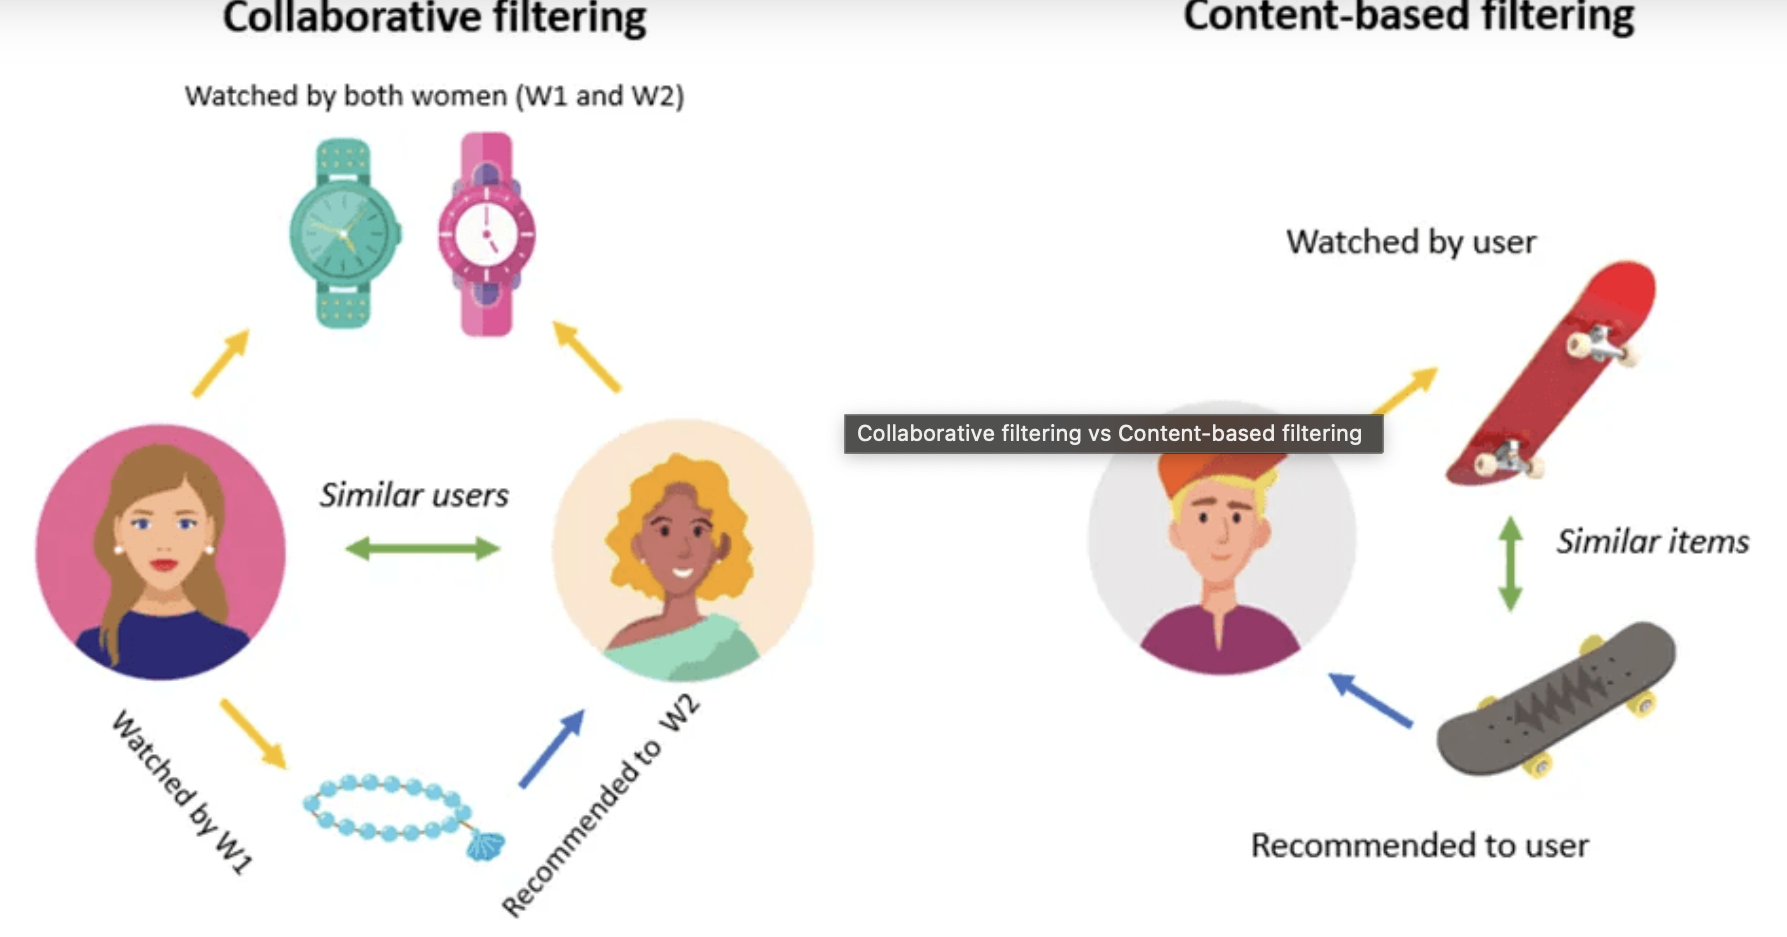 Collaborative filtering
Watched by both women (W1 and W2)
Similar users
Watched by W1
Recommended to W2
Content-based filtering
Watched by user
Collaborative filtering vs Content-based filtering
Similar items
Recommended to user